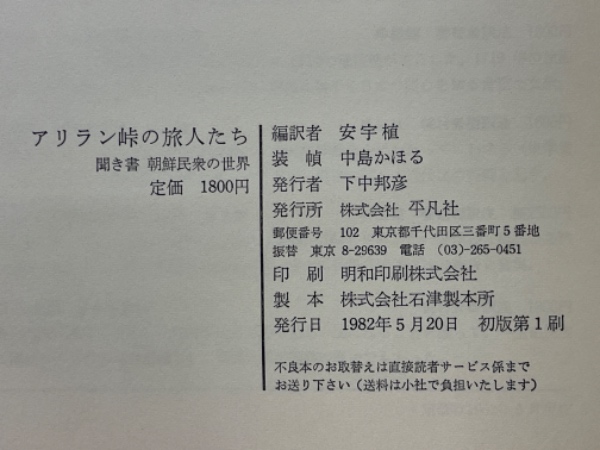 アリラン峠の旅人たち
聞き書 朝鮮民衆の世界
定価 1800円
編訳者 安宇植
装 幀 中島かほる
発行者 下中邦彦
発行所 株式会社 平凡社
郵便番号 102 東京都千代田区三番町5番地
振替 東京 8-29639 電話 (03)-265-0451
印 刷 明和印刷株式会社
製 本 株式会社石津製本所
発行日 1982年5月20日 初版第1刷
不良本のお取替えは直接読者サービス係まで
お送り下さい(送料は小社で負担いたします)